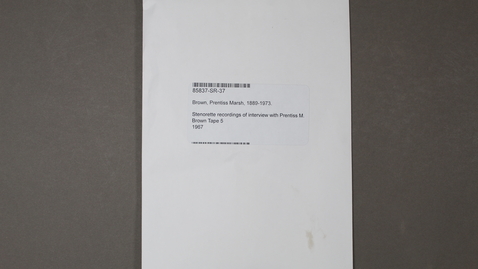 85837-SR-37
Brown, Prentiss Marsh, 1889-1973.
Stenorette recordings of interview with Prentiss M.
Brown Tape 5
1967